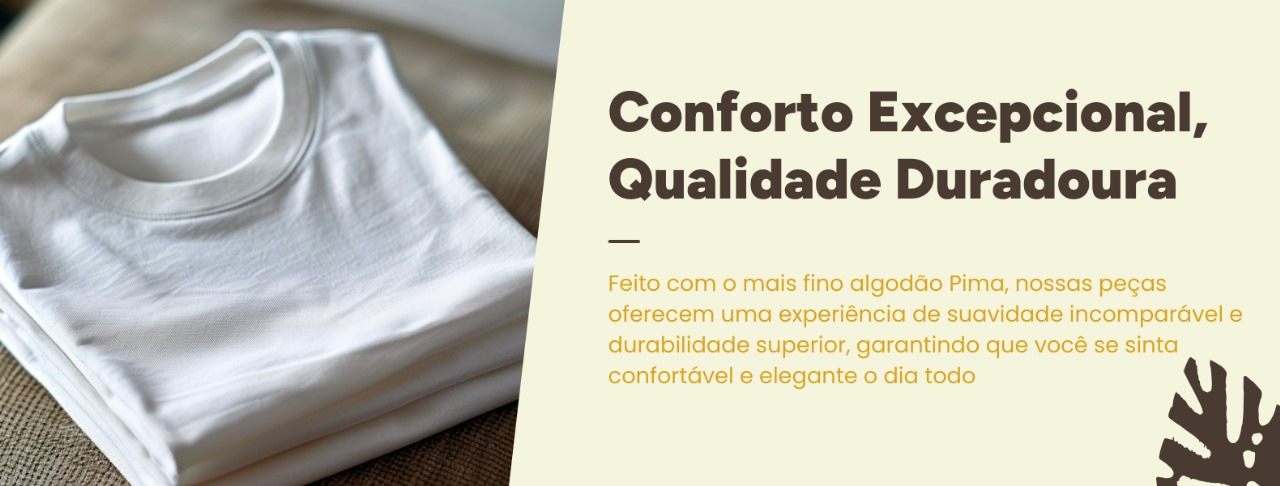 Conforto Excepcional,
Qualidade Duradoura
Feito com o mais fino algodão Pima, nossas peças
oferecem uma experiência de suavidade incomparável e
durabilidade superior, garantindo que você se sinta
confortável e elegante o dia todo